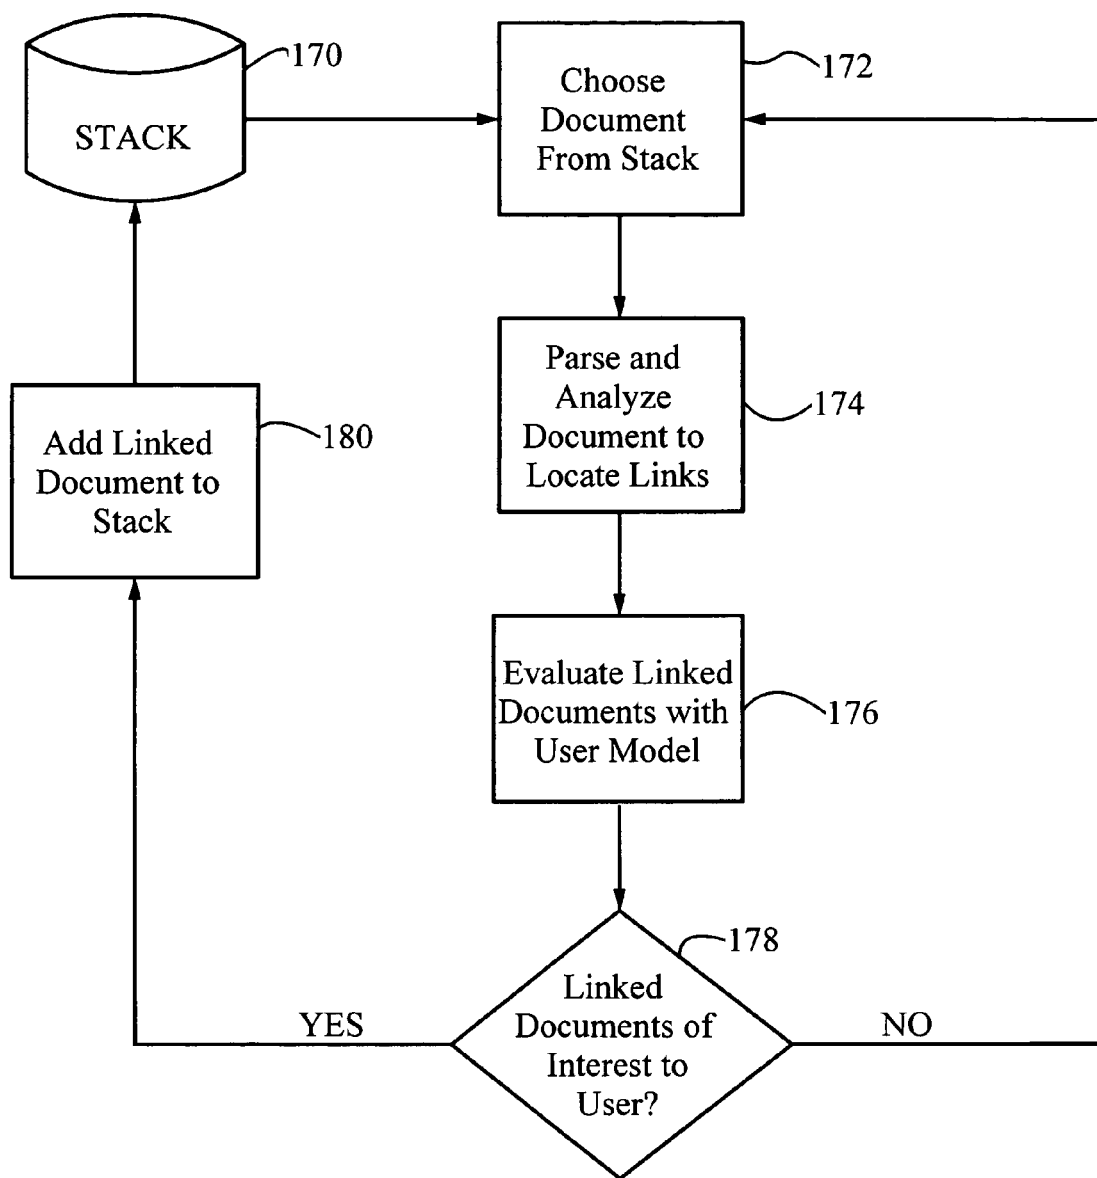 STACK
170
Choose
Document
From Stack
172
Parse and
Analyze
Document to
Locate Links
174
Add Linked
Document to
Stack
180
Evaluate Linked
Documents with
User Model
176
Linked
Documents of
Interest to
User?
178
YES
NO